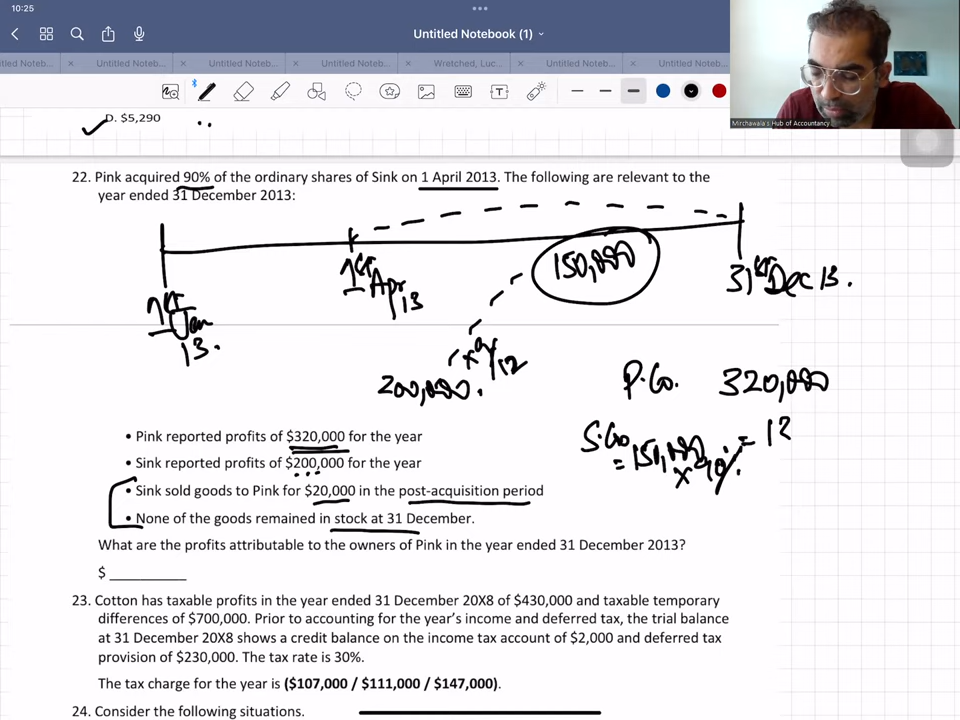 10:25
Untitled Notebook (1)
Untitled Noteb...
Untitled Noteb...
Untitled Noteb...
Untitled Noteb...
Wretched, Luc...
Untitled Noteb...
Untitled Noteb...
Mirchawala's Hub of Accountancy
D. $5,290
22. Pink acquired 90% of the ordinary shares of Sink on 1 April 2013. The following are relevant to the
year ended 31 December 2013:
150,000
1st Apr 13
31st Dec 13.
1st Jan 13.
x 9/12
200,000.
P.Co. 320,000
S.Co = 150,000 x 90% = 13
• Pink reported profits of $320,000 for the year
• Sink reported profits of $200,000 for the year
• Sink sold goods to Pink for $20,000 in the post-acquisition period
• None of the goods remained in stock at 31 December.
What are the profits attributable to the owners of Pink in the year ended 31 December 2013?
$ __________
23. Cotton has taxable profits in the year ended 31 December 20X8 of $430,000 and taxable temporary
differences of $700,000. Prior to accounting for the year's income and deferred tax, the trial balance
at 31 December 20X8 shows a credit balance on the income tax account of $2,000 and deferred tax
provision of $230,000. The tax rate is 30%.
The tax charge for the year is ($107,000 / $111,000 / $147,000).
24. Consider the following situations.